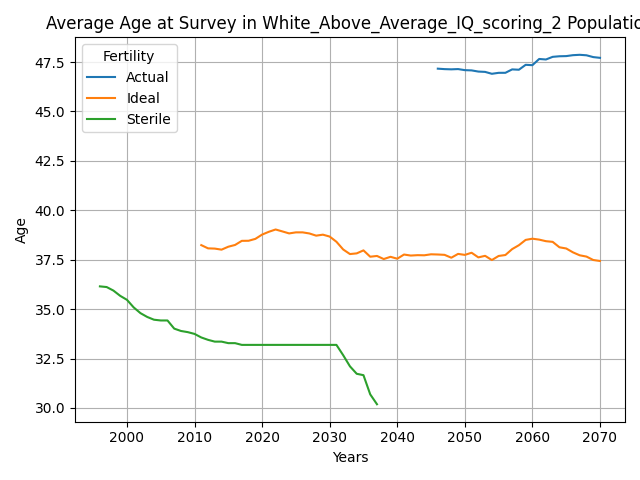 Average Age at Survey in White_Above_Average_IQ_scoring_2 Populatio
Fertility
Actual
Ideal
Sterile
47.5
45.0
42.5
40.0
37.5
35.0
32.5
30.0
Age
2000 2010 2020 2030 2040 2050 2060 2070
Years